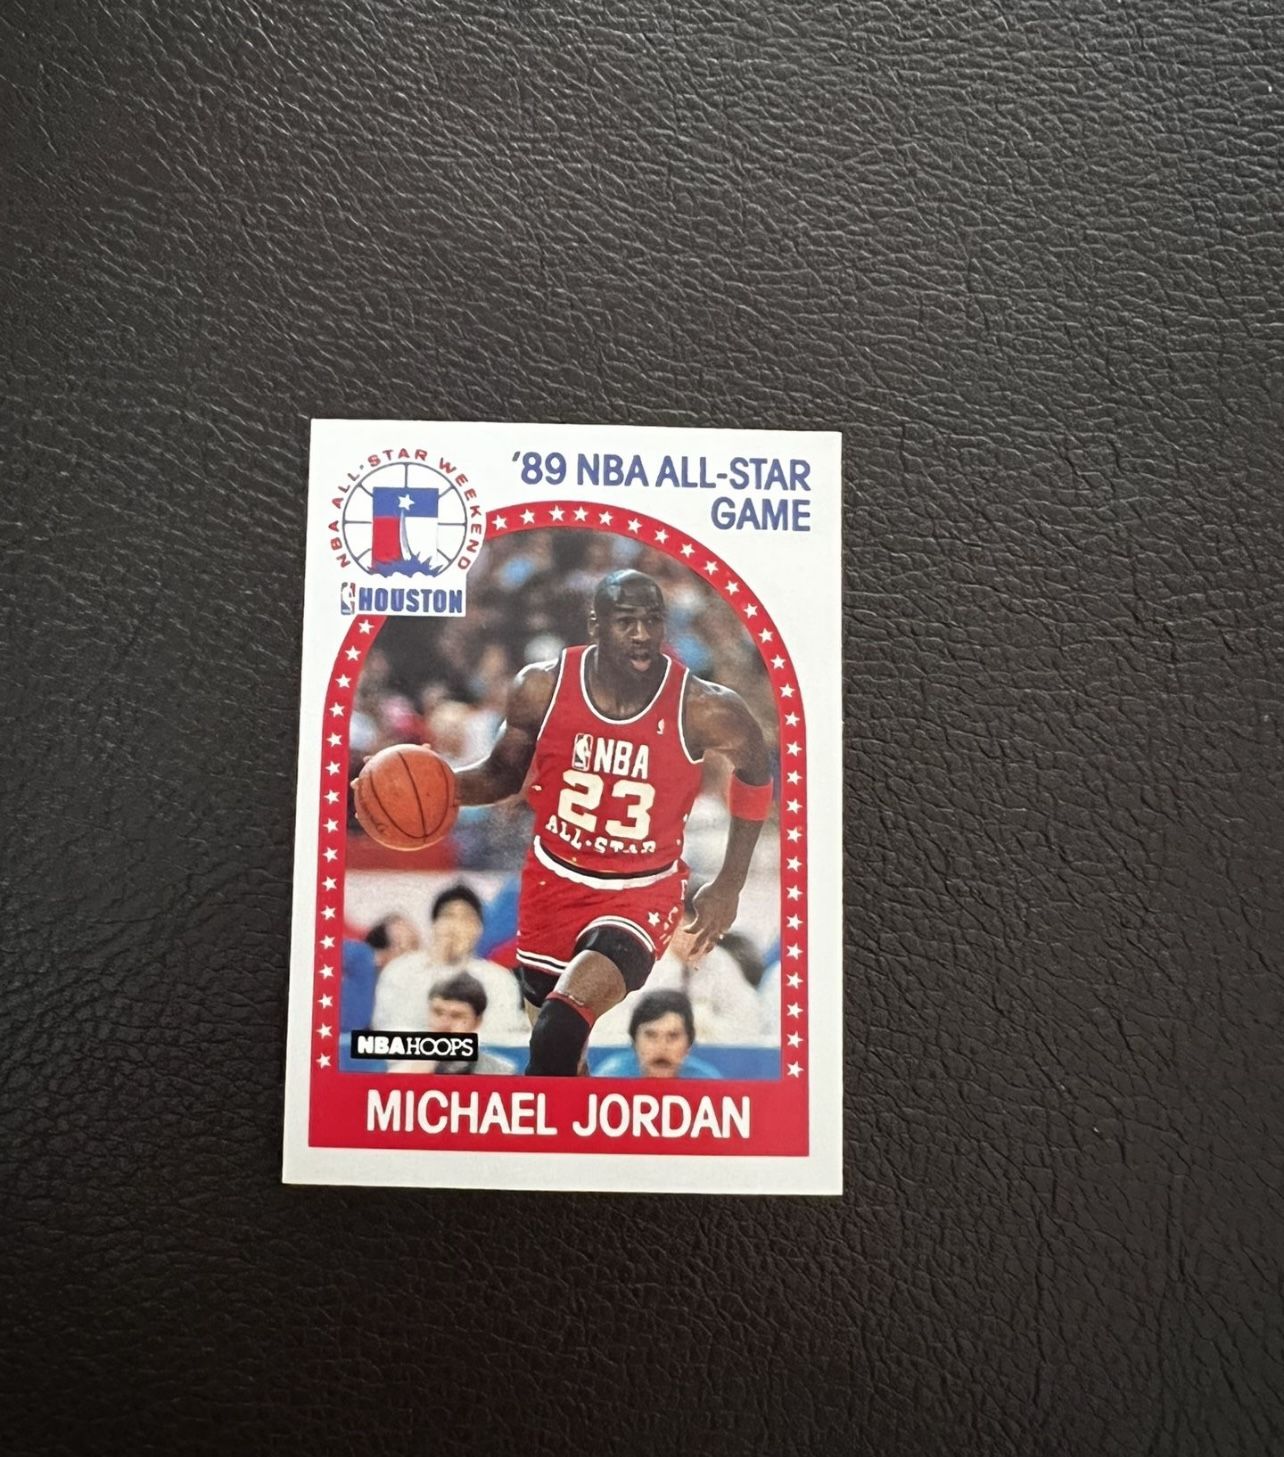 NBA ALL·STAR WEEKEND
HOUSTON
'89 NBA ALL-STAR
GAME
NBA
23
ALL·STAR
NBA HOOPS
MICHAEL JORDAN